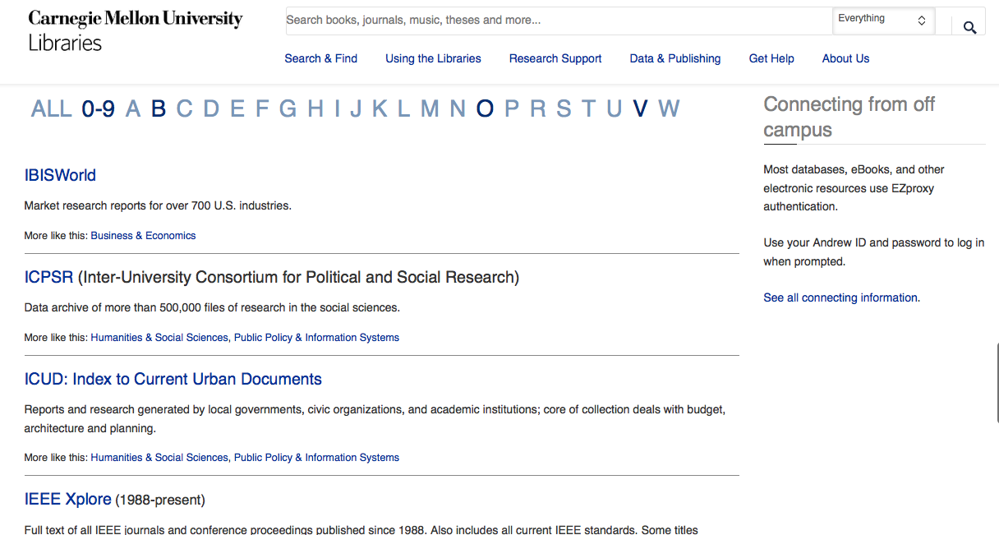 Carnegie Mellon University
Libraries
Search books, journals, music, theses and more...
Everything
Search & Find Using the Libraries Research Support Data & Publishing Get Help About Us
ALL 0-9 A B C D E F G H I J K L M N O P R S T U V W
IBISWorld
Market research reports for over 700 U.S. industries.
More like this: Business & Economics
ICPSR (Inter-University Consortium for Political and Social Research)
Data archive of more than 500,000 files of research in the social sciences.
More like this: Humanities & Social Sciences, Public Policy & Information Systems
ICUD: Index to Current Urban Documents
Reports and research generated by local governments, civic organizations, and academic institutions; core of collection deals with budget,
architecture and planning.
More like this: Humanities & Social Sciences, Public Policy & Information Systems
IEEE Xplore (1988-present)
Full text of all IEEE journals and conference proceedings published since 1988. Also includes all current IEEE standards. Some titles
Connecting from off
campus
Most databases, eBooks, and other
electronic resources use EZproxy
authentication.
Use your Andrew ID and password to log in
when prompted.
See all connecting information.